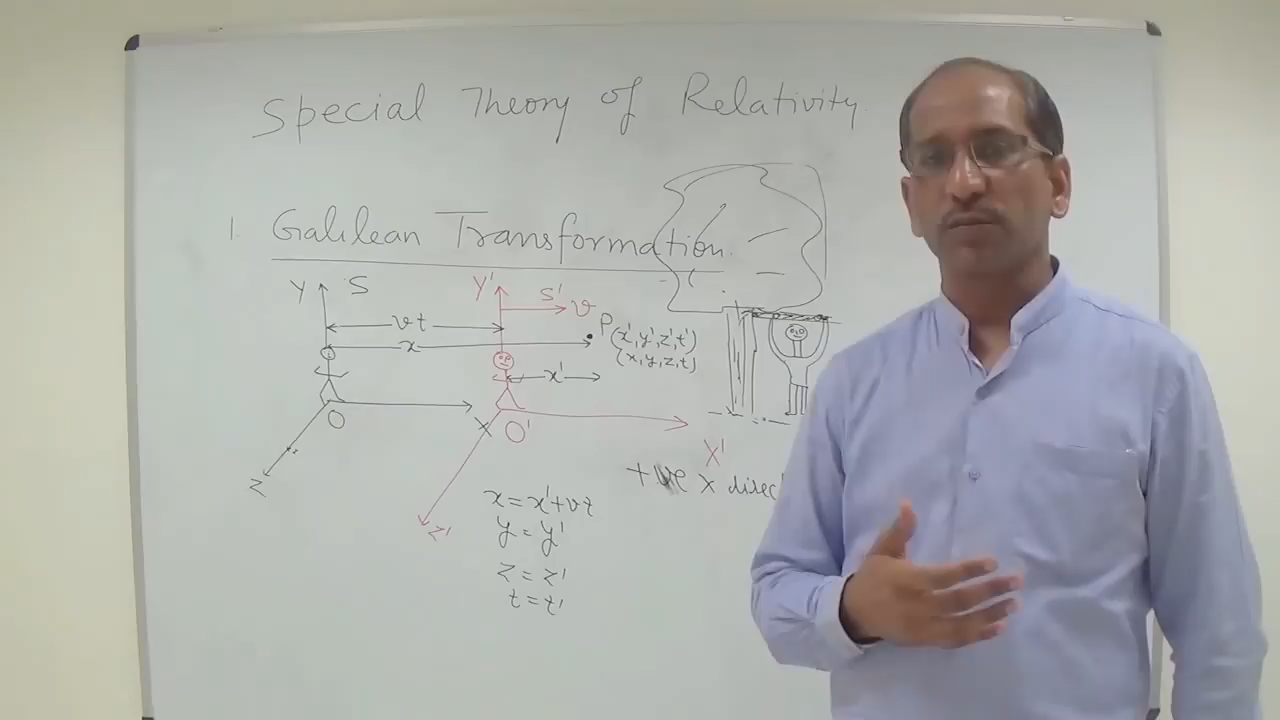 Special Theory of Relativity
1. Galilean Transformation.
Y S Y' S' v
vt
P(x', y', z', t')
x
(x, y, z, t)
x'
O X O'
X'
Z Z'
+ve X direc
x = x' + vt
y = y'
z = z'
t = t'